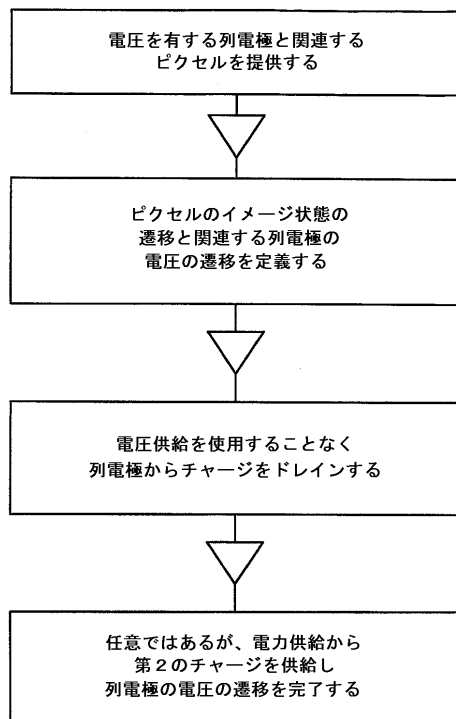 電圧を有する列電極と関連する
ピクセルを提供する
ピクセルのイメージ状態の
遷移と関連する列電極の
電圧の遷移を定義する
電圧供給を使用することなく
列電極からチャージをドレインする
任意ではあるが、電力供給から
第2のチャージを供給し
列電極の電圧の遷移を完了する